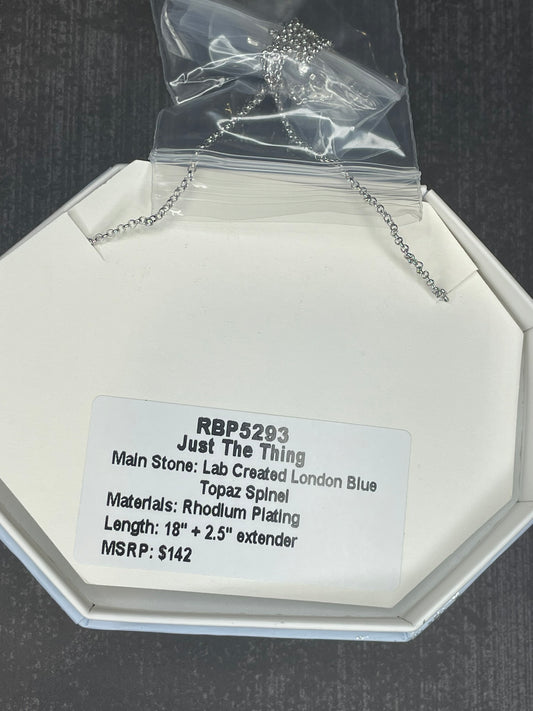 RBP5293
Just The Thing
Main Stone: Lab Created London Blue
Topaz Spinel
Materials: Rhodium Plating
Length: 18" + 2.5" extender
MSRP: $142